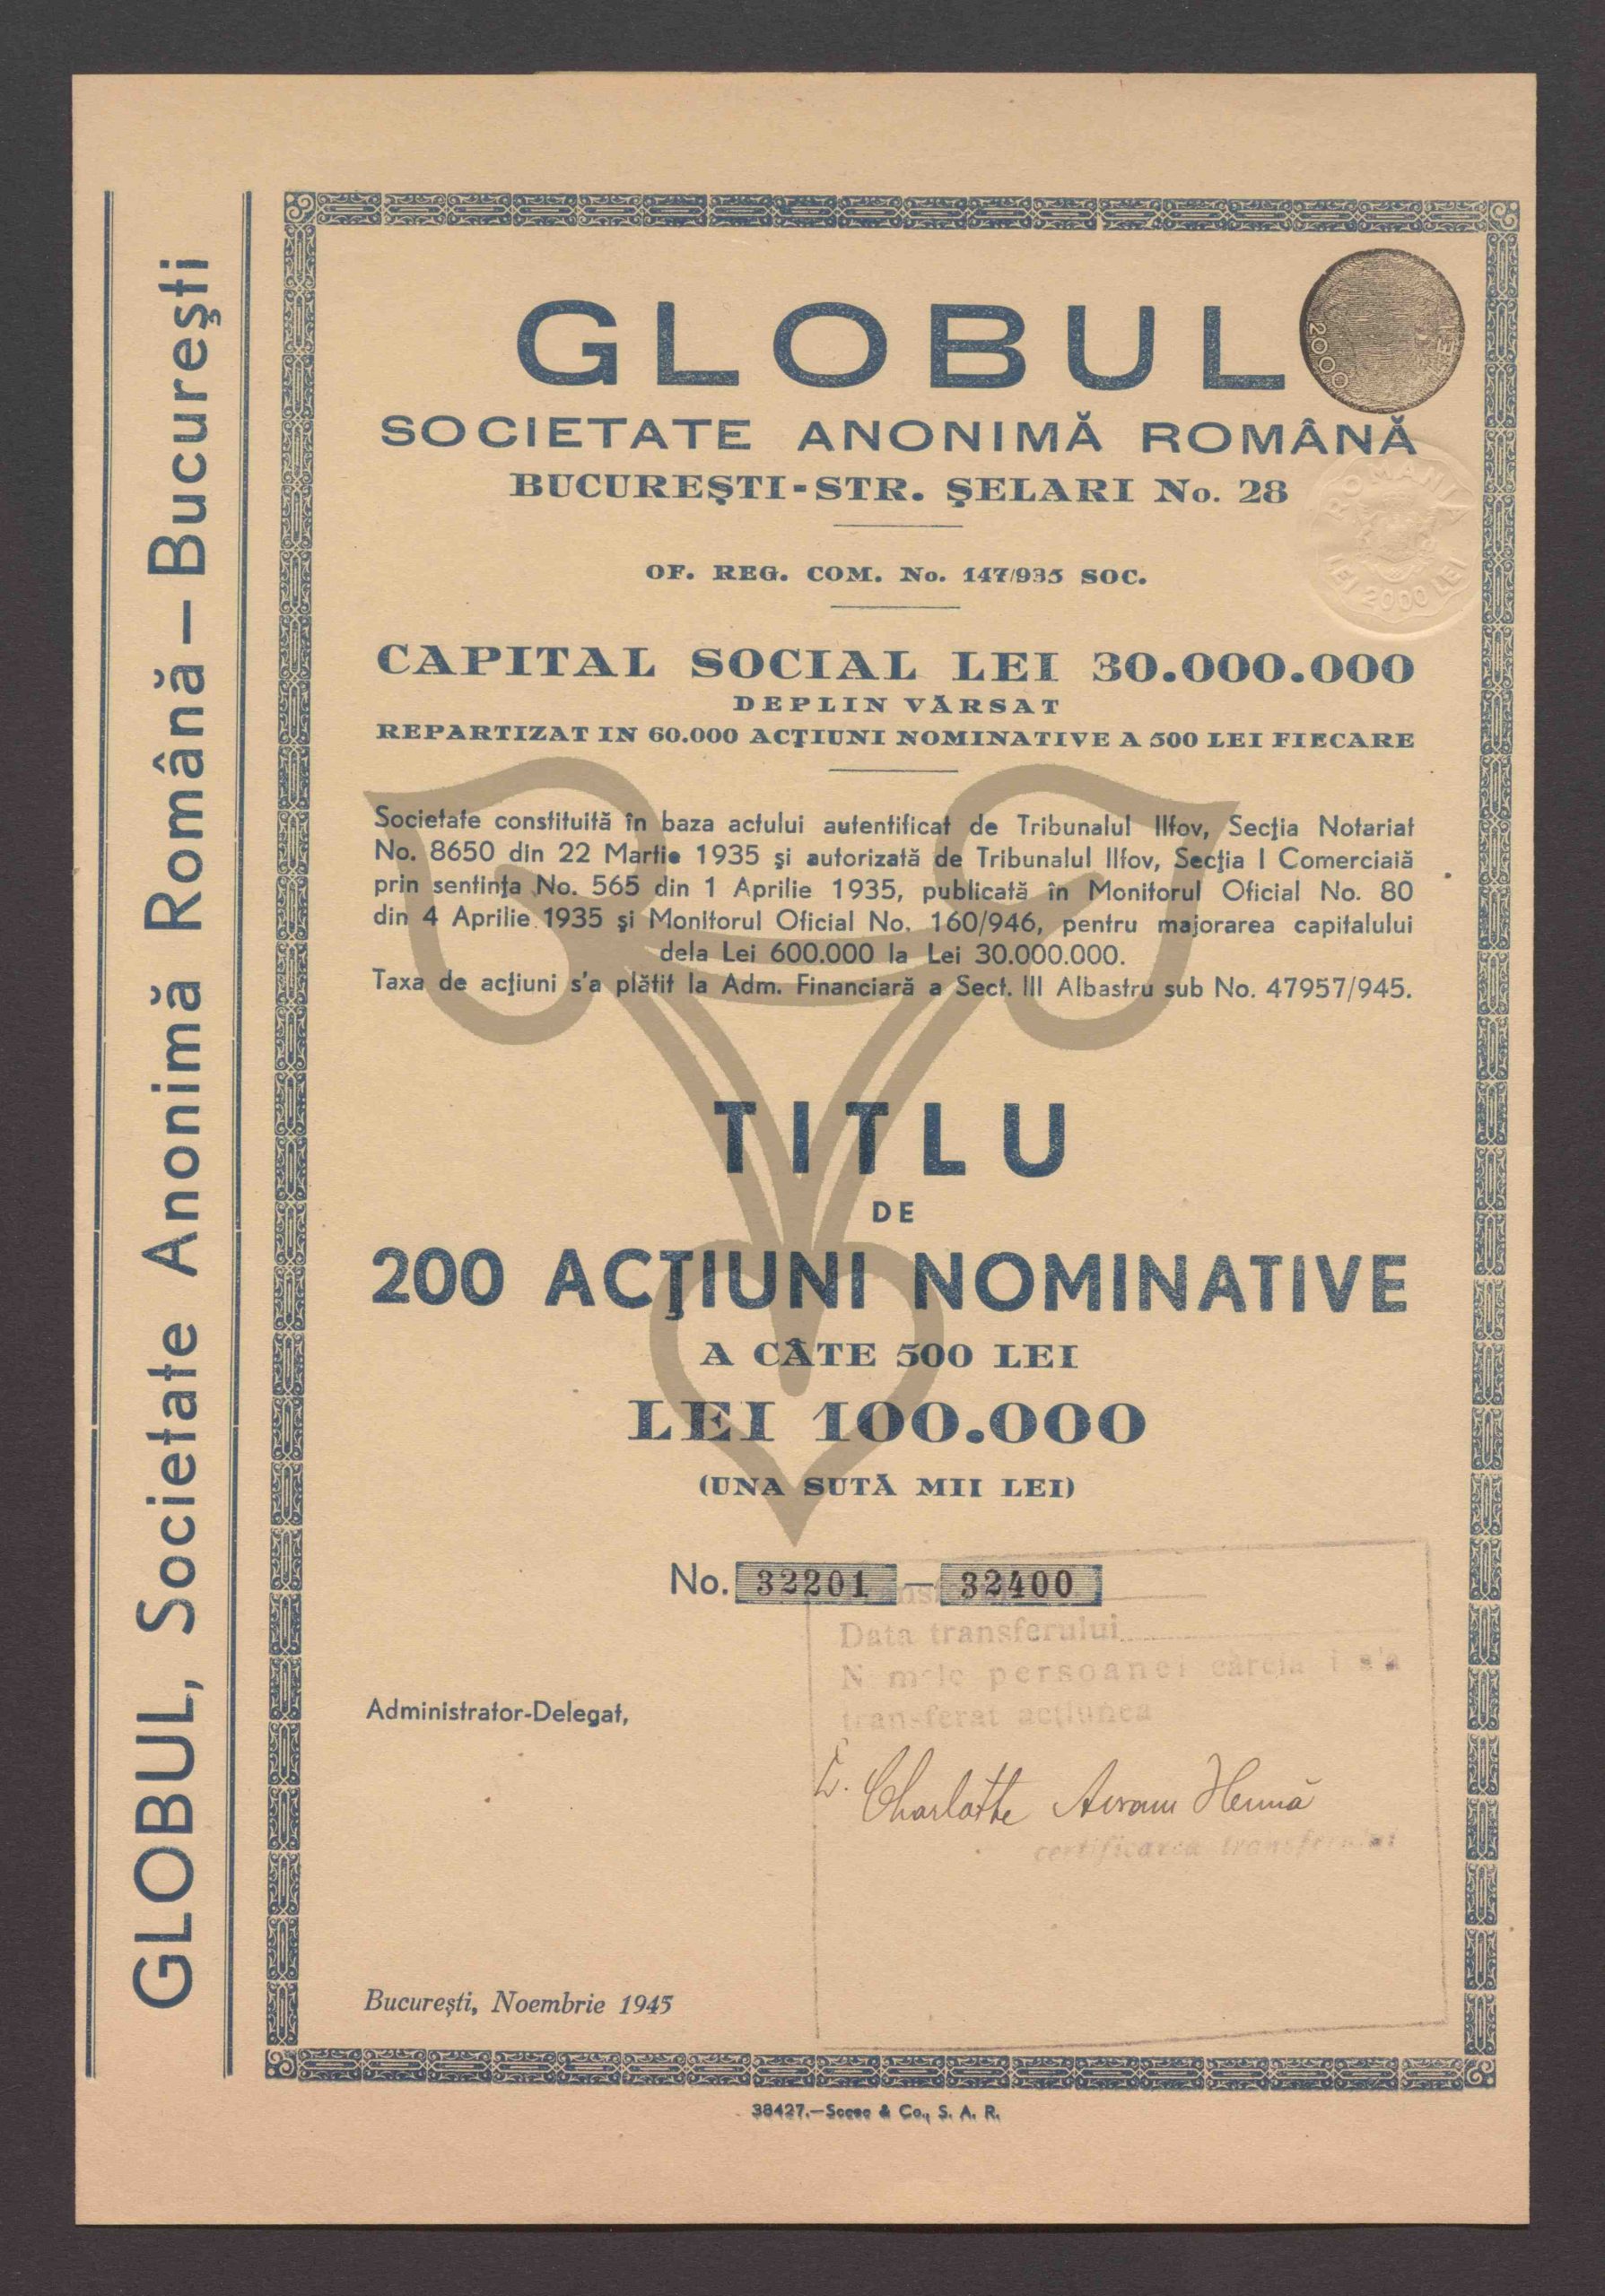 GLOBUL, Societate Anonimă Română — București
GLOBUL
2000
SOCIETATE ANONIMĂ ROMÂNĂ
BUCUREŞTI-STR. ŞELARI No. 28
ROMANIA
LEI 2000 LEI
OF. REG. COM. No. 147/935 SOC.
CAPITAL SOCIAL LEI 30.000.000
DEPLIN VĂRSAT
REPARTIZAT IN 60.000 ACŢIUNI NOMINATIVE A 500 LEI FIECARE
Societate constituită în baza actului autentificat de Tribunalul Ilfov, Secţia Notariat
No. 8650 din 22 Martie 1935 şi autorizată de Tribunalul Ilfov, Secţia I Comerciaiă
prin sentinţa No. 565 din 1 Aprilie 1935, publicată în Monitorul Oficial No. 80
din 4 Aprilie 1935 şi Monitorul Oficial No. 160/946, pentru majorarea capitalului
dela Lei 600.000 la Lei 30.000.000.
Taxa de acţiuni s'a plătit la Adm. Financiară a Sect. III Albastru sub No. 47957/945.
TITLU
DE
200 ACŢIUNI NOMINATIVE
A CÂTE 500 LEI
LEI 100.000
(UNA SUTĂ MII LEI)
No. 32201 — 32400
Data transferului
persoanei căreia i s'a
transferat acţiunea
Administrator-Delegat,
Charlotte Avram
certificarea transferului
Bucureşti, Noembrie 1945
38427.—Socec & Co., S. A. R.